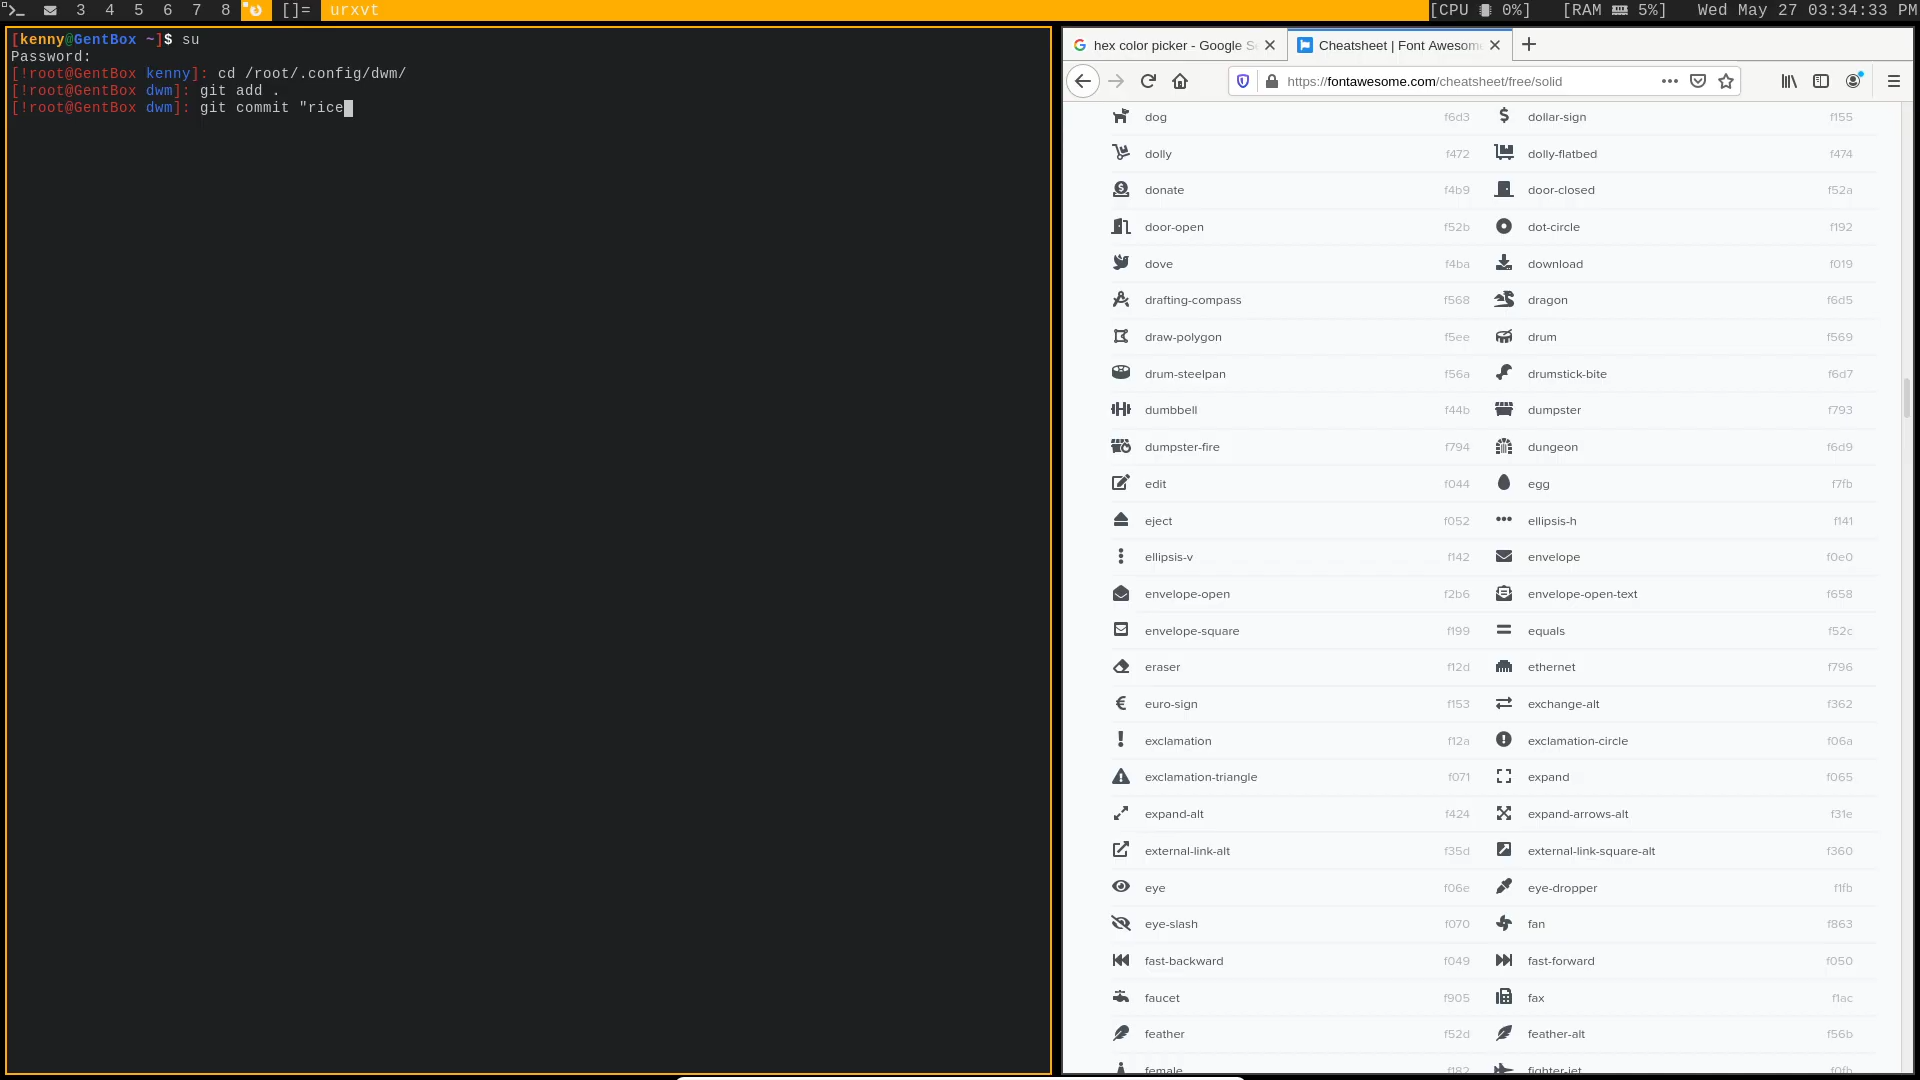 3 4 5 6 7 8 []= urxvt [CPU 0%] [RAM 5%] Wed May 27 03:34:33 PM
[kenny@GentBox ~]$ su
Password:
[!root@GentBox kenny]: cd /root/.config/dwm/
[!root@GentBox dwm]: git add .
[!root@GentBox dwm]: git commit "rice
hex color picker - Google S
Cheatsheet | Font Awesom
https://fontawesome.com/cheatsheet/free/solid
dog f6d3 dollar-sign f155
dolly f472 dolly-flatbed f474
donate f4b9 door-closed f52a
door-open f52b dot-circle f192
dove f4ba download f019
drafting-compass f568 dragon f6d5
draw-polygon f5ee drum f569
drum-steelpan f56a drumstick-bite f6d7
dumbbell f44b dumpster f793
dumpster-fire f794 dungeon f6d9
edit f044 egg f7fb
eject f052 ellipsis-h f141
ellipsis-v f142 envelope f0e0
envelope-open f2b6 envelope-open-text f658
envelope-square f199 equals f52c
eraser f12d ethernet f796
euro-sign f153 exchange-alt f362
exclamation f12a exclamation-circle f06a
exclamation-triangle f071 expand f065
expand-alt f424 expand-arrows-alt f31e
external-link-alt f35d external-link-square-alt f360
eye f06e eye-dropper f1fb
eye-slash f070 fan f863
fast-backward f049 fast-forward f050
faucet f905 fax f1ac
feather f52d feather-alt f56b
female f182 fighter-jet f0fb